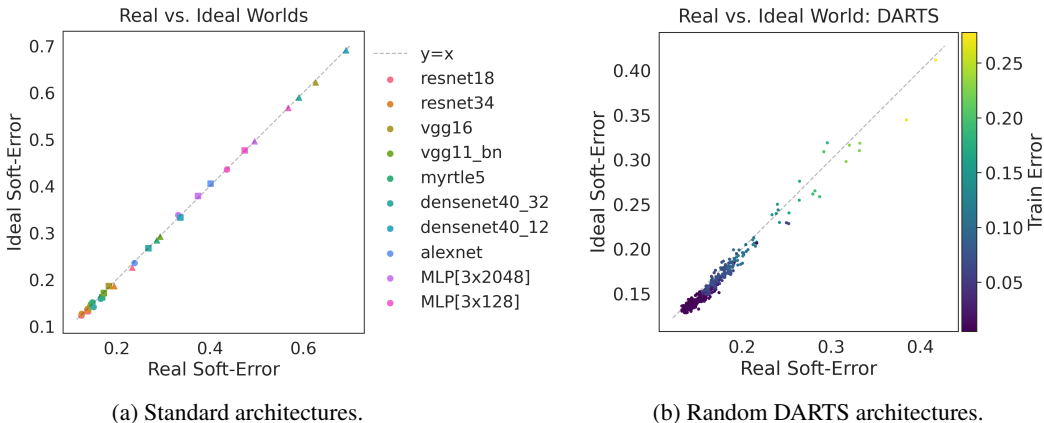 Real vs. Ideal Worlds
0.7
0.6
0.5
0.4
0.3
0.2
0.1
Ideal Soft-Error
0.2
0.4
0.6
Real Soft-Error
y=x
resnet18
resnet34
vgg16
vgg11_bn
myrtle5
densenet40_32
densenet40_12
alexnet
MLP[3x2048]
MLP[3x128]
(a) Standard architectures.
Real vs. Ideal World: DARTS
0.40
0.35
0.30
0.25
0.20
0.15
Ideal Soft-Error
0.2
0.3
0.4
Real Soft-Error
0.25
0.20
0.15
0.10
0.05
Train Error
(b) Random DARTS architectures.